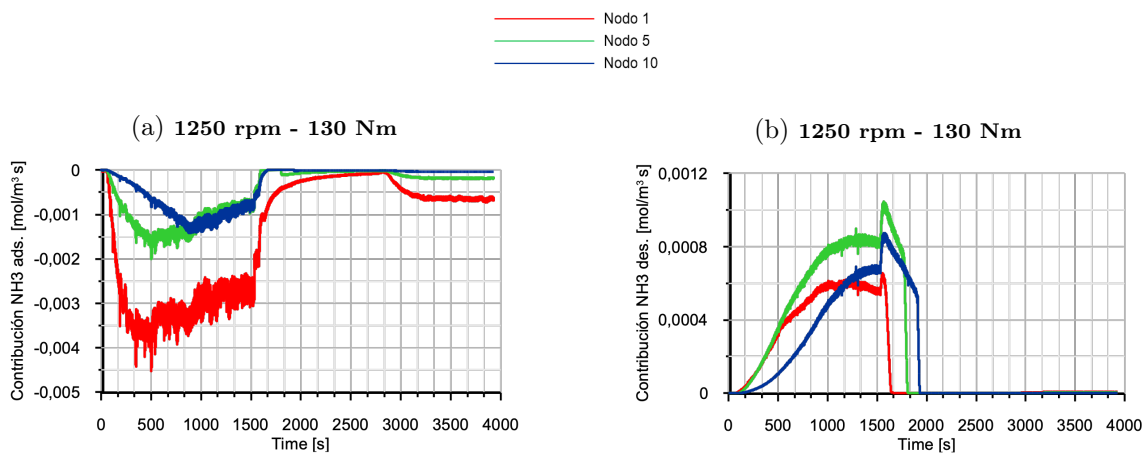 Nodo 1
Nodo 5
Nodo 10
(a) 1250 rpm - 130 Nm
Contribución NH3 ads. [mol/m³ s]
0
-0,001
-0,002
-0,003
-0,004
-0,005
0 500 1000 1500 2000 2500 3000 3500 4000
Time [s]
(b) 1250 rpm - 130 Nm
Contribución NH3 des. [mol/m³ s]
0,0012
0,0008
0,0004
0
0 500 1000 1500 2000 2500 3000 3500 4000
Time [s]